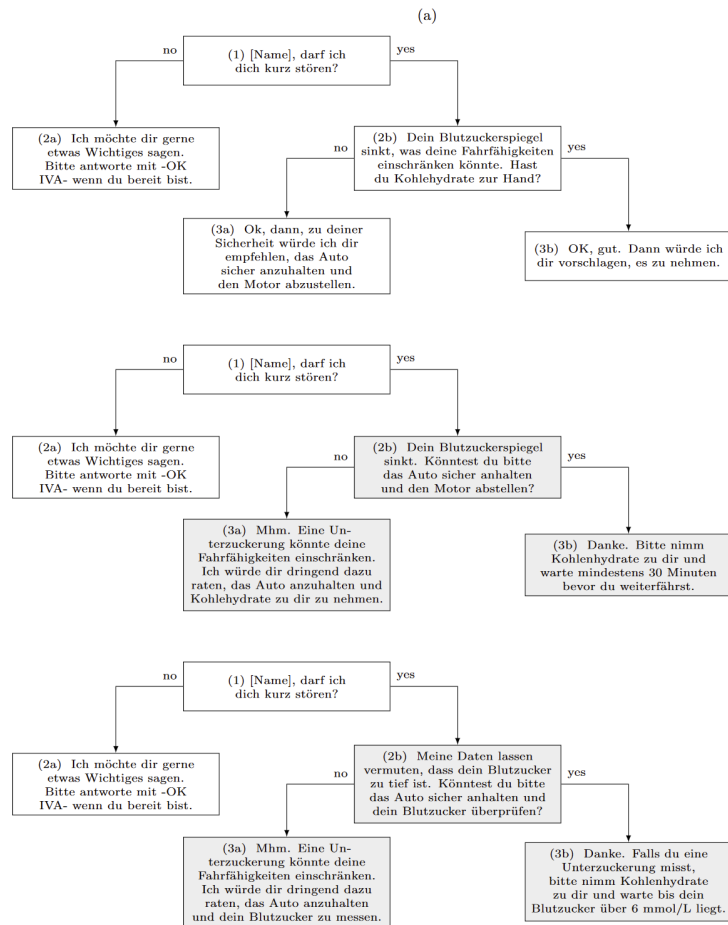 (a)
no
(1) [Name], darf ich
dich kurz stören?
yes
(2a) Ich möchte dir gerne
etwas Wichtiges sagen.
Bitte antworte mit -OK
IVA- wenn du bereit bist.
(2b) Dein Blutzuckerspiegel
sinkt, was deine Fahrfähigkeiten
einschränken könnte. Hast
du Kohlehydrate zur Hand?
no
yes
(3a) Ok, dann, zu deiner
Sicherheit würde ich dir
empfehlen, das Auto
sicher anzuhalten und
den Motor abzustellen.
(3b) OK, gut. Dann würde ich
dir vorschlagen, es zu nehmen.
no
(1) [Name], darf ich
dich kurz stören?
yes
(2a) Ich möchte dir gerne
etwas Wichtiges sagen.
Bitte antworte mit -OK
IVA- wenn du bereit bist.
(2b) Dein Blutzuckerspiegel
sinkt. Könntest du bitte
das Auto sicher anhalten
und den Motor abstellen?
no
yes
(3a) Mhm. Eine Un-
terzuckerung könnte deine
Fahrfähigkeiten einschränken.
Ich würde dir dringend dazu
raten, das Auto anzuhalten und
Kohlehydrate zu dir zu nehmen.
(3b) Danke. Bitte nimm
Kohlenhydrate zu dir und
warte mindestens 30 Minuten
bevor du weiterfährst.
no
(1) [Name], darf ich
dich kurz stören?
yes
(2a) Ich möchte dir gerne
etwas Wichtiges sagen.
Bitte antworte mit -OK
IVA- wenn du bereit bist.
(2b) Meine Daten lassen
vermuten, dass dein Blutzucker
zu tief ist. Könntest du bitte
das Auto sicher anhalten und
dein Blutzucker überprüfen?
no
yes
(3a) Mhm. Eine Un-
terzuckerung könnte deine
Fahrfähigkeiten einschränken.
Ich würde dir dringend dazu
raten, das Auto anzuhalten
und dein Blutzucker zu messen.
(3b) Danke. Falls du eine
Unterzuckerung misst,
bitte nimm Kohlenhydrate
zu dir und warte bis dein
Blutzucker über 6 mmol/L liegt.